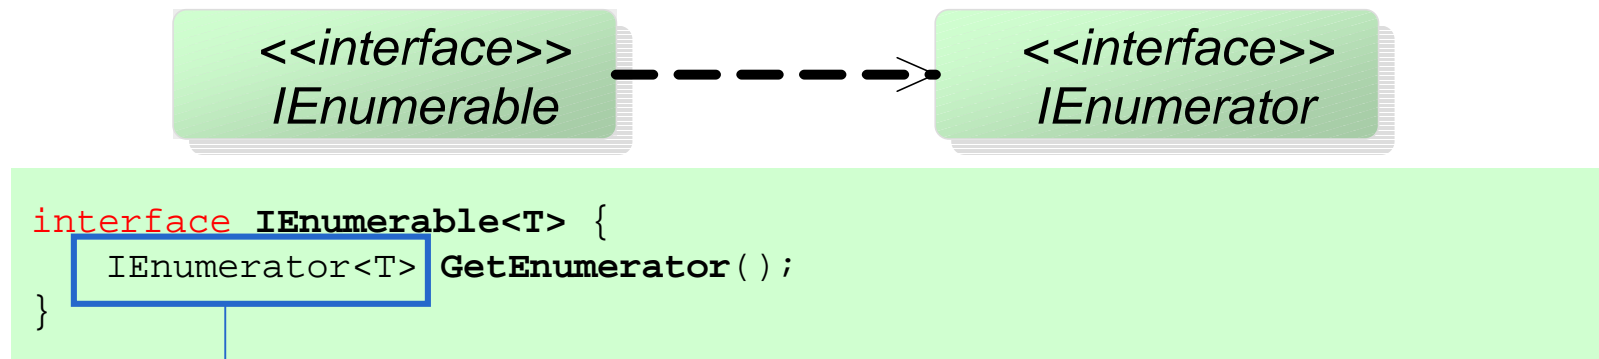 <<interface>>
IEnumerable
<<interface>>
IEnumerator
interface IEnumerable<T> {
IEnumerator<T> GetEnumerator();
}